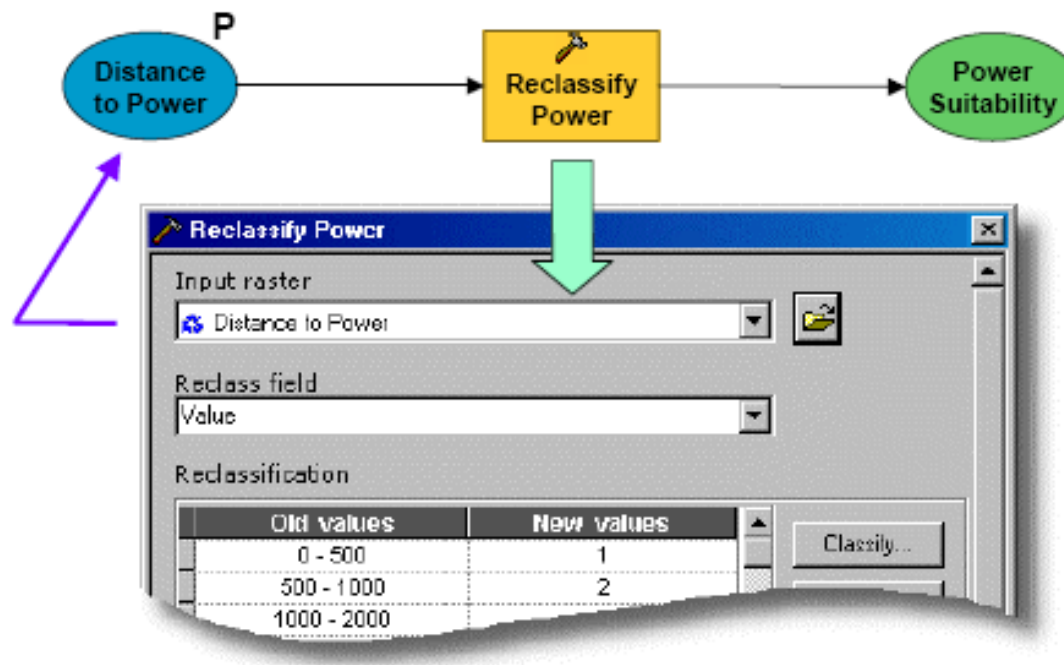 P
Distance
to Power
Reclassify
Power
Power
Suitability
Reclassify Power
Input raster
Distance to Power
Reclass field
Value
Reclassification
Old values New values
0 - 500 1
500 - 1000 2
1000 - 2000
Classify...